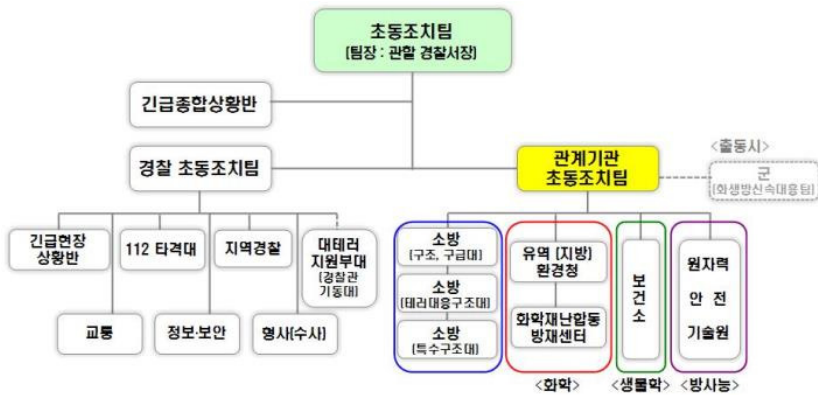 초동조치팀
(팀장 : 관할 경찰서장)
긴급종합상황반
<출동시>
경찰 초동조치팀
관계기관
초동조치팀
군
(화생방신속대응팀)
긴급현장
상황반
112 타격대
지역경찰
대테러
지원부대
(경찰관
기동대)
교통
정보·보안
형사(수사)
소방
(구조, 구급대)
소방
(테러대응구조대)
소방
(특수구조대)
유역 (지방)
환경청
화학재난합동
방재센터
보
건
소
원자력
안 전
기술원
<화학>
<생물학>
<방사능>